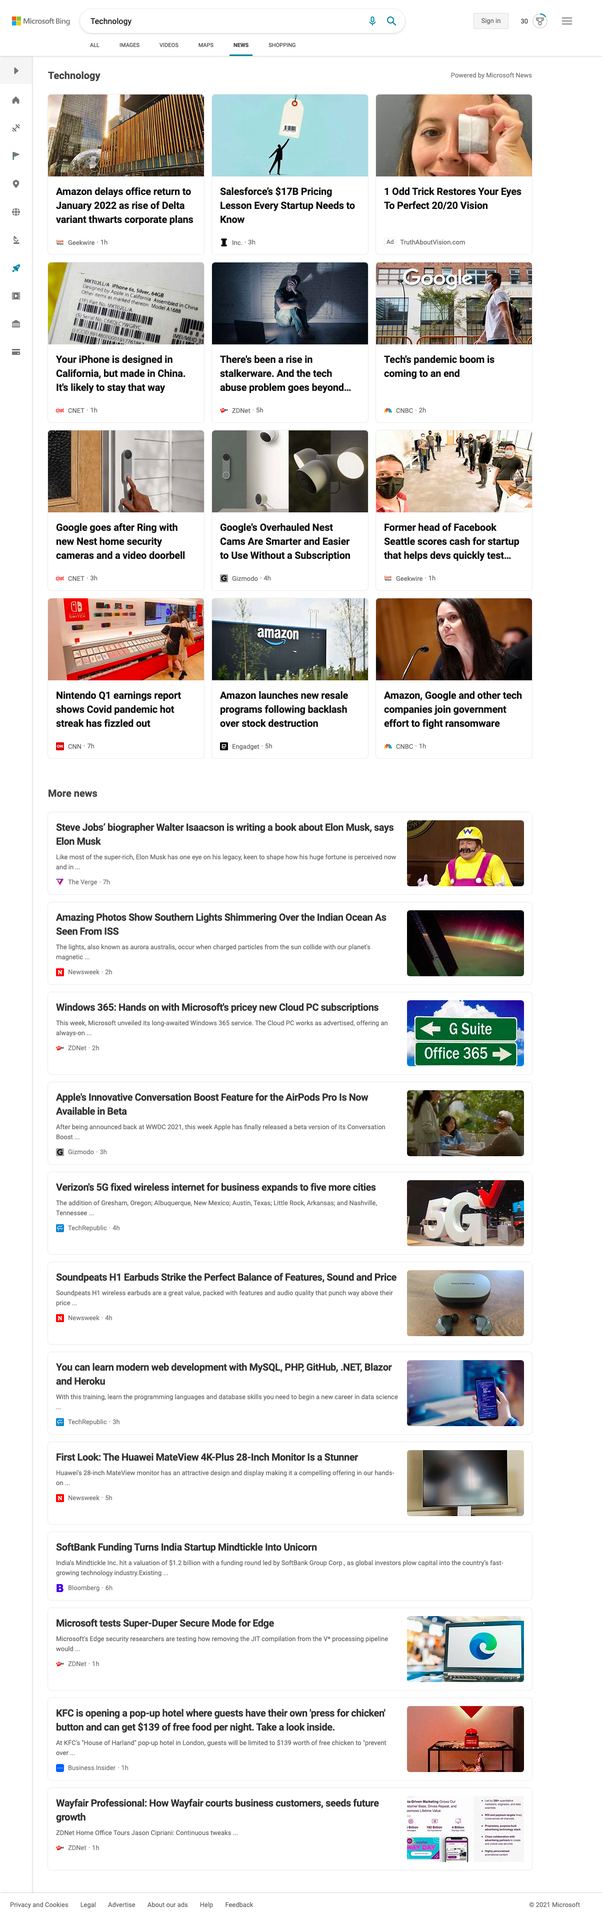 Microsoft Bing
Technology
Sign in
30
ALL IMAGES VIDEOS MAPS NEWS SHOPPING
Technology
Powered by Microsoft News
Amazon delays office return to
January 2022 as rise of Delta
variant thwarts corporate plans
Geekwire · 1h
Salesforce's $17B Pricing
Lesson Every Startup Needs to
Know
Inc. · 3h
1 Odd Trick Restores Your Eyes
To Perfect 20/20 Vision
Ad TruthAboutVision.com
iPhone 6s, Silver, 64GB
Designed by Apple in California, Assembled in China
Your iPhone is designed in
California, but made in China.
It's likely to stay that way
CNET · 1h
There's been a rise in
stalkerware. And the tech
abuse problem goes beyond...
ZDNet · 5h
Google
Tech's pandemic boom is
coming to an end
CNBC · 2h
Google goes after Ring with
new Nest home security
cameras and a video doorbell
CNET · 3h
Google's Overhauled Nest
Cams Are Smarter and Easier
to Use Without a Subscription
Gizmodo · 4h
Former head of Facebook
Seattle scores cash for startup
that helps devs quickly test...
Geekwire · 1h
SWITCH
Nintendo Q1 earnings report
shows Covid pandemic hot
streak has fizzled out
CNN · 7h
amazon
Amazon launches new resale
programs following backlash
over stock destruction
Engadget · 5h
Amazon, Google and other tech
companies join government
effort to fight ransomware
CNBC · 1h
More news
Steve Jobs' biographer Walter Isaacson is writing a book about Elon Musk, says
Elon Musk
Like most of the super-rich, Elon Musk has one eye on his legacy, keen to shape how his huge fortune is perceived now
and in ...
The Verge · 7h
Amazing Photos Show Southern Lights Shimmering Over the Indian Ocean As
Seen From ISS
The lights, also known as aurora australis, occur when charged particles from the sun collide with our planet's
magnetic ...
Newsweek · 2h
Windows 365: Hands on with Microsoft's pricey new Cloud PC subscriptions
This week, Microsoft unveiled its long-awaited Windows 365 service. The Cloud PC works as advertised, offering an
always-on ...
ZDNet · 2h
G Suite
Office 365
Apple's Innovative Conversation Boost Feature for the AirPods Pro Is Now
Available in Beta
After being announced back at WWDC 2021, this week Apple has finally released a beta version of its Conversation
Boost ...
Gizmodo · 3h
Verizon's 5G fixed wireless internet for business expands to five more cities
The addition of Gresham, Oregon; Albuquerque, New Mexico; Austin, Texas; Little Rock, Arkansas; and Nashville,
Tennessee ...
TechRepublic · 4h
5G
Soundpeats H1 Earbuds Strike the Perfect Balance of Features, Sound and Price
Soundpeats H1 wireless earbuds are a great value, packed with features and audio quality that punch way above their
price ...
Newsweek · 4h
You can learn modern web development with MySQL, PHP, GitHub, .NET, Blazor
and Heroku
With this training, learn the programming languages and database skills you need to begin a new career in data science
...
TechRepublic · 3h
First Look: The Huawei MateView 4K-Plus 28-Inch Monitor Is a Stunner
Huawei's 28-inch MateView monitor has an attractive design and display making it a compelling offering in our hands-
on ...
Newsweek · 5h
SoftBank Funding Turns India Startup Mindtickle Into Unicorn
India's Mindtickle Inc. hit a valuation of $1.2 billion with a funding round led by SoftBank Group Corp., as global investors plow capital into the country's fast-
growing technology industry.Existing ...
Bloomberg · 6h
Microsoft tests Super-Duper Secure Mode for Edge
Microsoft's Edge security researchers are testing how removing the JIT compilation from the V* processing pipeline
would ...
ZDNet · 1h
KFC is opening a pop-up hotel where guests have their own 'press for chicken'
button and can get $139 of free food per night. Take a look inside.
At KFC's "House of Harland" pop-up hotel in London, guests will be limited to $139 worth of free chicken to "prevent
over ...
Business Insider · 1h
Wayfair Professional: How Wayfair courts business customers, seeds future
growth
ZDNet Home Office Tours Jason Cipriani: Continuous tweaks ...
ZDNet · 1h
WAY DAY
Privacy and Cookies Legal Advertise About our ads Help Feedback
© 2021 Microsoft